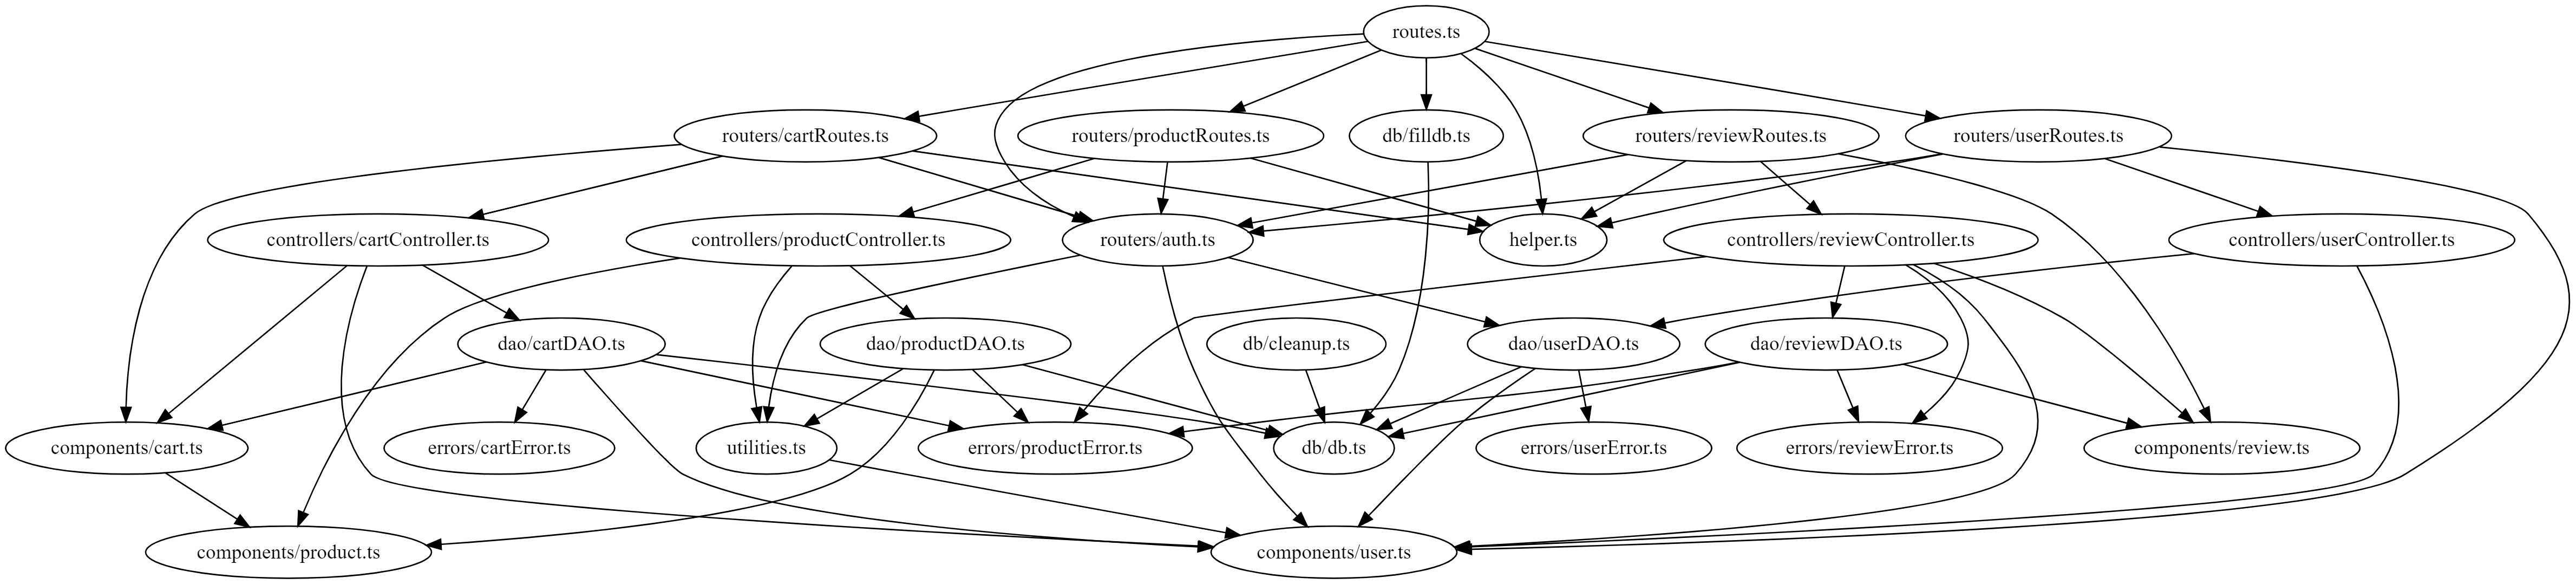 routes.ts
routers/cartRoutes.ts
routers/productRoutes.ts
db/filldb.ts
routers/reviewRoutes.ts
routers/userRoutes.ts
controllers/cartController.ts
controllers/productController.ts
routers/auth.ts
helper.ts
controllers/reviewController.ts
controllers/userController.ts
dao/cartDAO.ts
dao/productDAO.ts
db/cleanup.ts
dao/userDAO.ts
dao/reviewDAO.ts
components/cart.ts
errors/cartError.ts
utilities.ts
errors/productError.ts
db/db.ts
errors/userError.ts
errors/reviewError.ts
components/review.ts
components/product.ts
components/user.ts